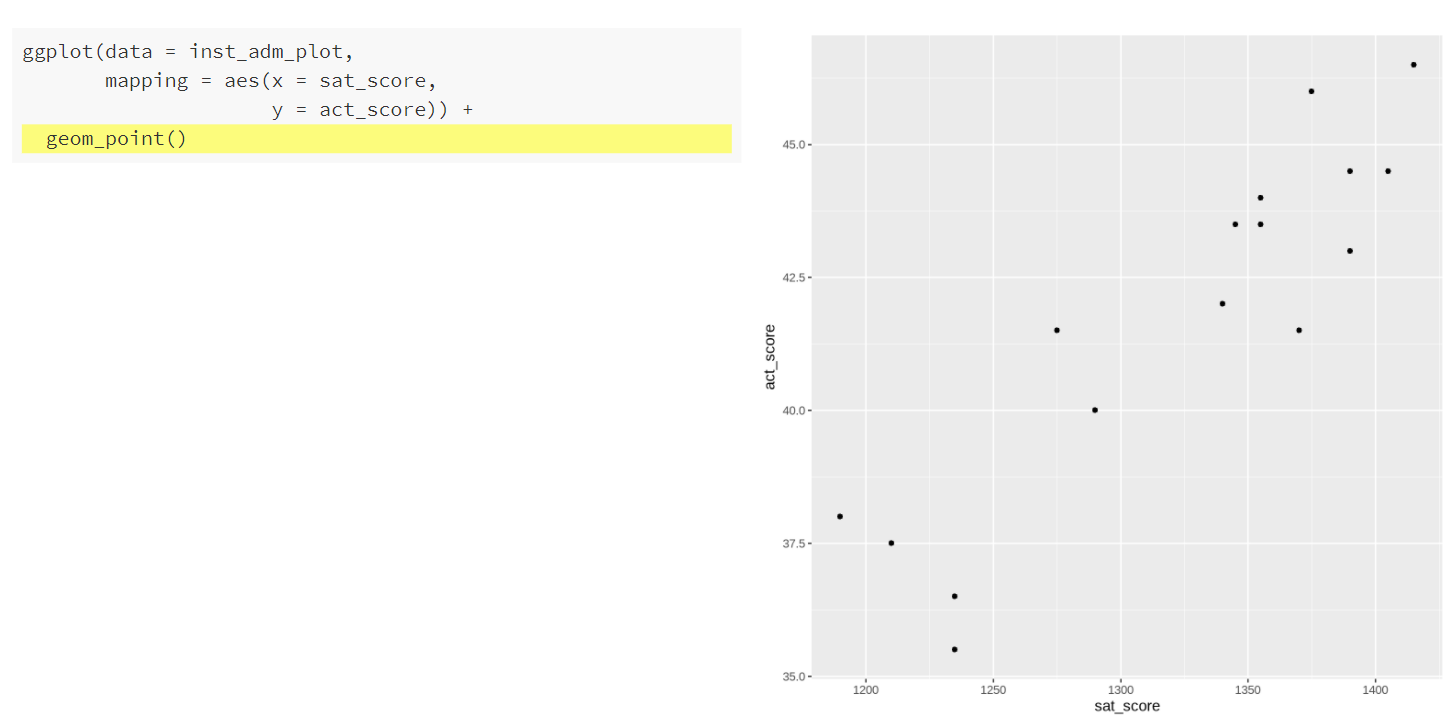 ggplot(data = inst_adm_plot,
       mapping = aes(x = sat_score,
                     y = act_score)) +
  geom_point()
45.0
42.5
40.0
37.5
35.0
act_score
1200 1250 1300 1350 1400
sat_score